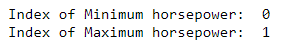 Index of Minimum horsepower:  0
Index of Maximum horsepower:  1